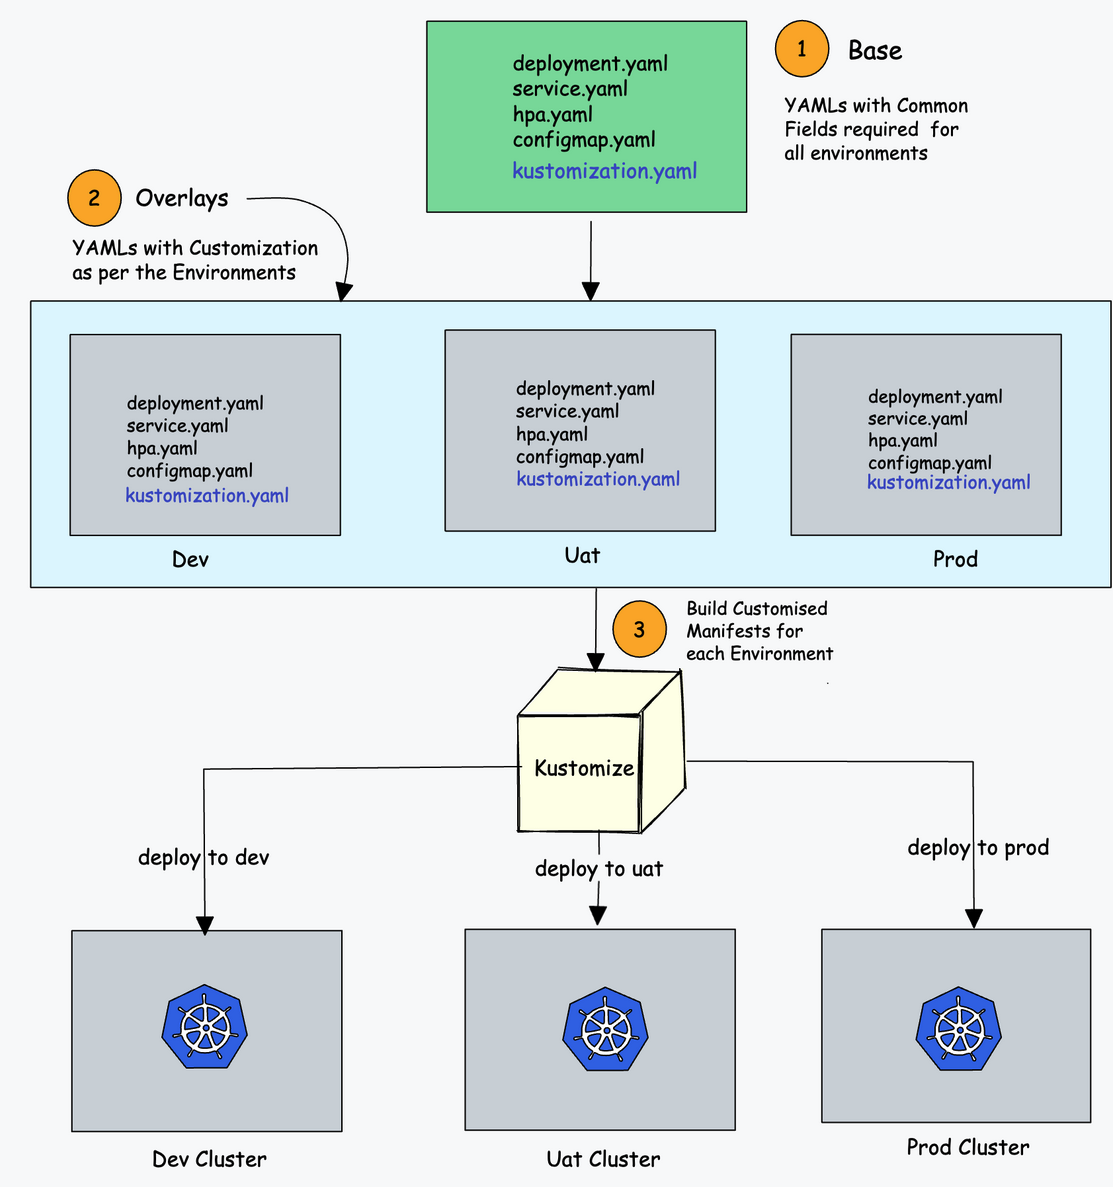 deployment.yaml
service.yaml
hpa.yaml
configmap.yaml
kustomization.yaml
1
Base
YAMLs with Common
Fields required for
all environments
2
Overlays
YAMLs with Customization
as per the Environments
deployment.yaml
service.yaml
hpa.yaml
configmap.yaml
kustomization.yaml
Dev
deployment.yaml
service.yaml
hpa.yaml
configmap.yaml
kustomization.yaml
Uat
deployment.yaml
service.yaml
hpa.yaml
configmap.yaml
kustomization.yaml
Prod
3
Build Customised
Manifests for
each Environment
Kustomize
deploy to dev
deploy to uat
deploy to prod
Dev Cluster
Uat Cluster
Prod Cluster